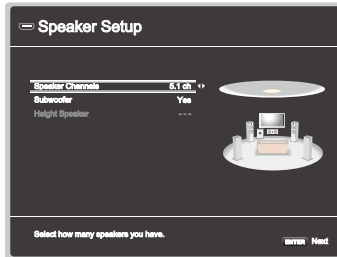 Speaker Setup
Speaker Channels 5.1 ch
Subwoofer Yes
Height Speaker ---
Select how many speakers you have.
ENTER Next